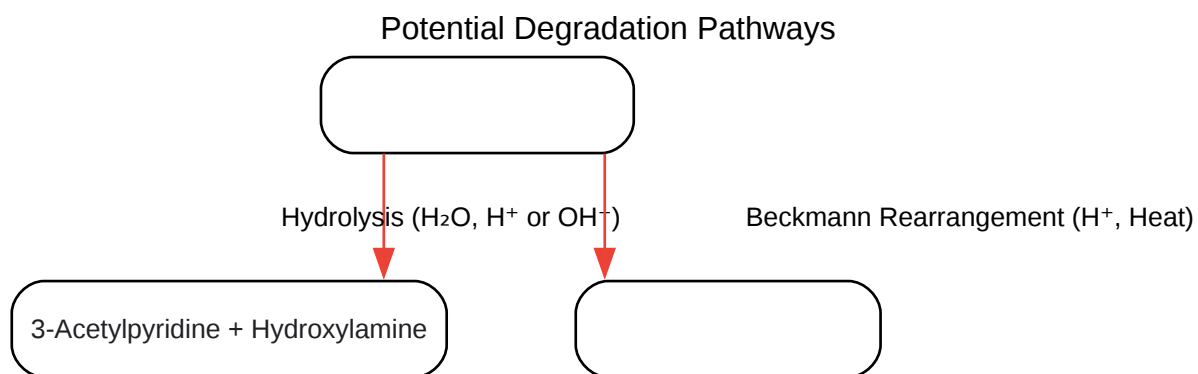 Potential Degradation Pathways
Hydrolysis (H₂O, H⁺ or OH⁻)
Beckmann Rearrangement (H⁺, Heat)
3-Acetylpyridine + Hydroxylamine